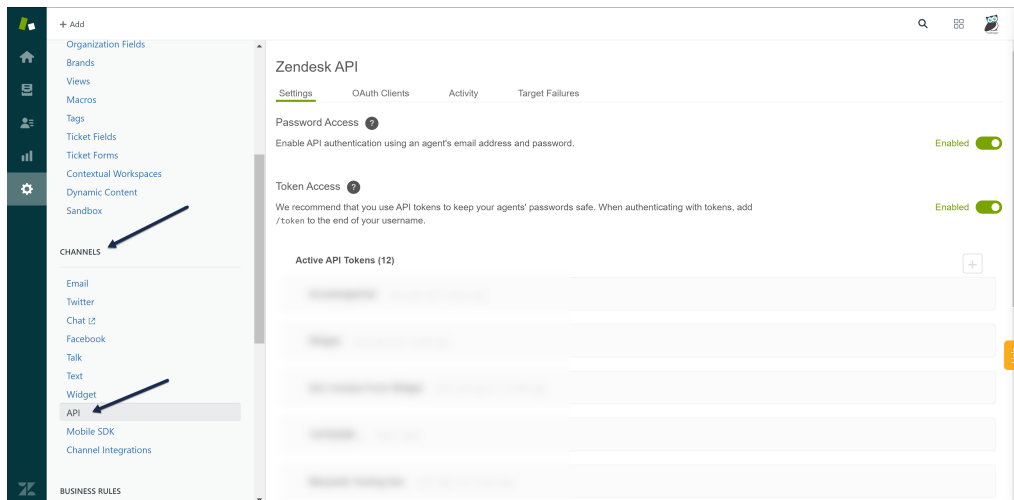 + Add
Organization Fields
Brands
Views
Macros
Tags
Ticket Fields
Ticket Forms
Contextual Workspaces
Dynamic Content
Sandbox
CHANNELS
Email
Twitter
Chat
Facebook
Talk
Text
Widget
API
Mobile SDK
Channel Integrations
BUSINESS RULES
Zendesk API
Settings OAuth Clients Activity Target Failures
Password Access ?
Enable API authentication using an agent's email address and password.
Enabled
Token Access ?
We recommend that you use API tokens to keep your agents' passwords safe. When authenticating with tokens, add
/token to the end of your username.
Enabled
Active API Tokens (12)
+